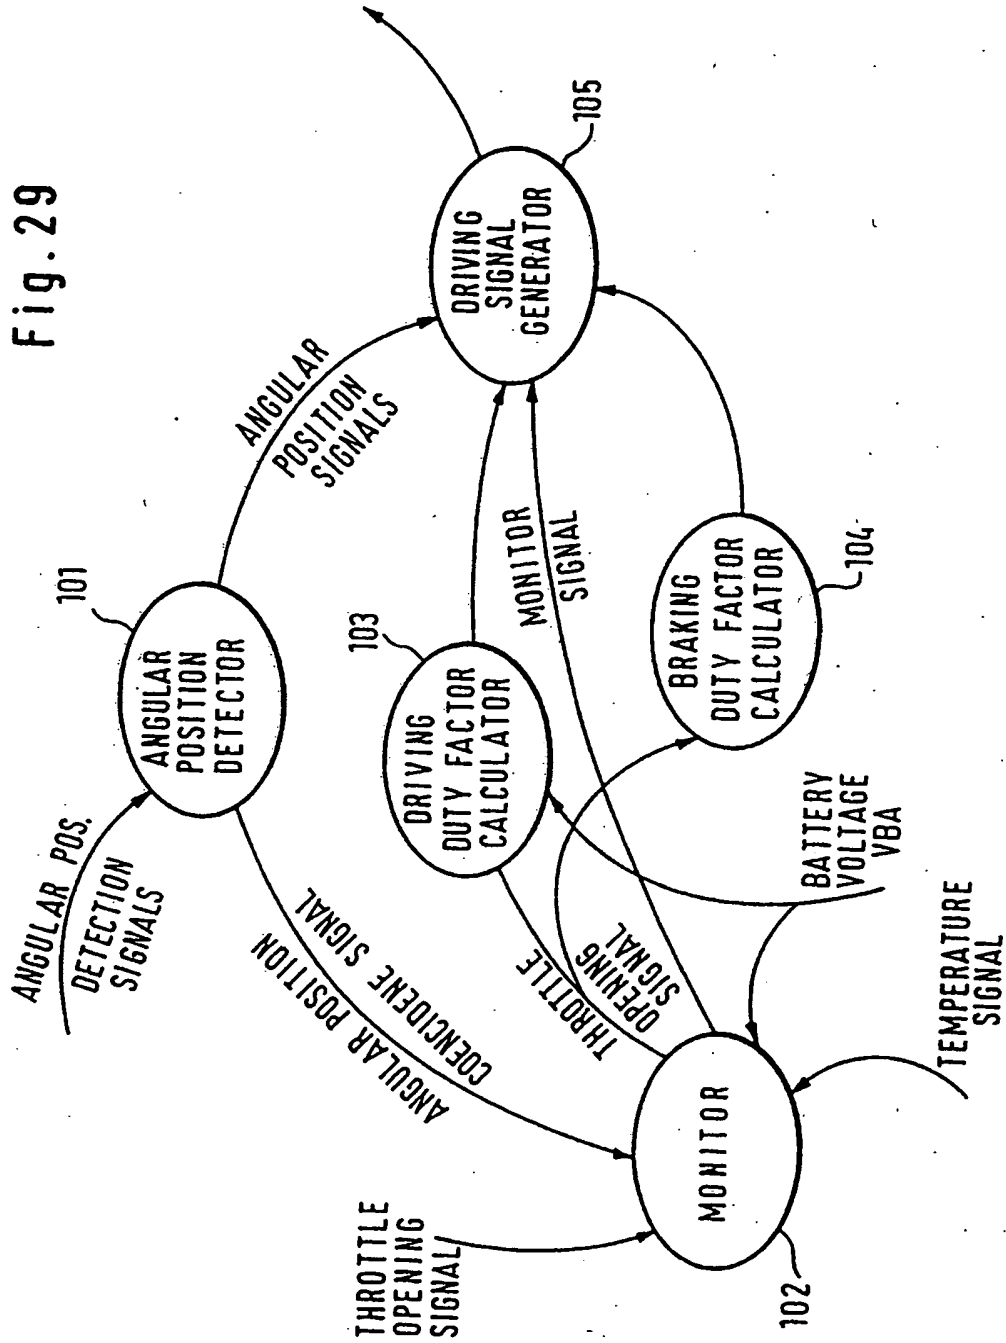 Fig. 29
ANGULAR POS.
DETECTION
SIGNALS
101
ANGULAR
POSITION
DETECTOR
ANGULAR
POSITION
SIGNALS
ANGULAR POSITION
COENCIDENE SIGNAL
103
DRIVING
DUTY FACTOR
CALCULATOR
105
DRIVING
SIGNAL
GENERATOR
THROTTLE
OPENING
SIGNAL
THROTTLE
OPENING
SIGNAL
MONITOR
SIGNAL
102
MONITOR
BRAKING
DUTY FACTOR
CALCULATOR
104
BATTERY
VOLTAGE
VBA
TEMPERATURE
SIGNAL